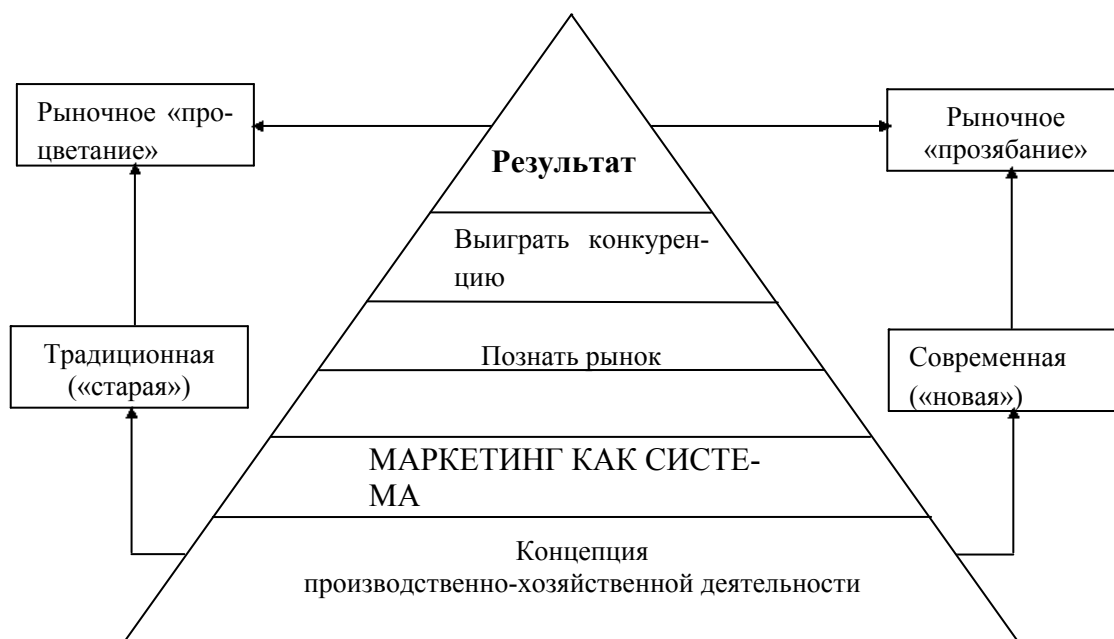 Рыночное «про-
цветание»
Рыночное
«прозябание»
Результат
Выиграть конкурен-
цию
Традиционная
(«старая»)
Познать рынок
Современная
(«новая»)
МАРКЕТИНГ КАК СИСТЕ-
МА
Концепция
производственно-хозяйственной деятельности